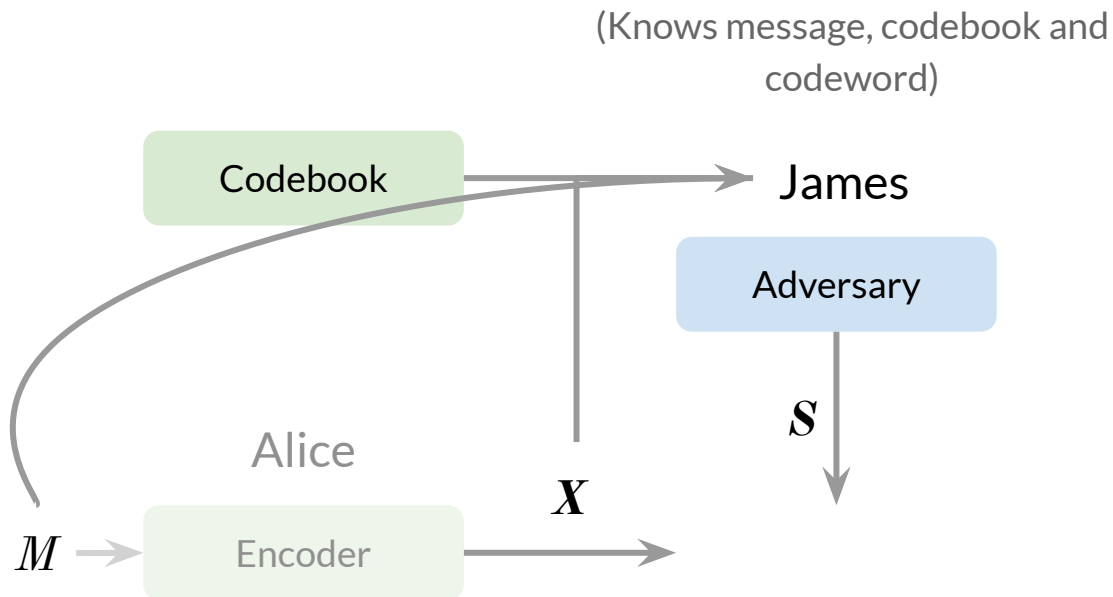 (Knows message, codebook and
codeword)
Codebook
James
Adversary
S
Alice
X
M
Encoder